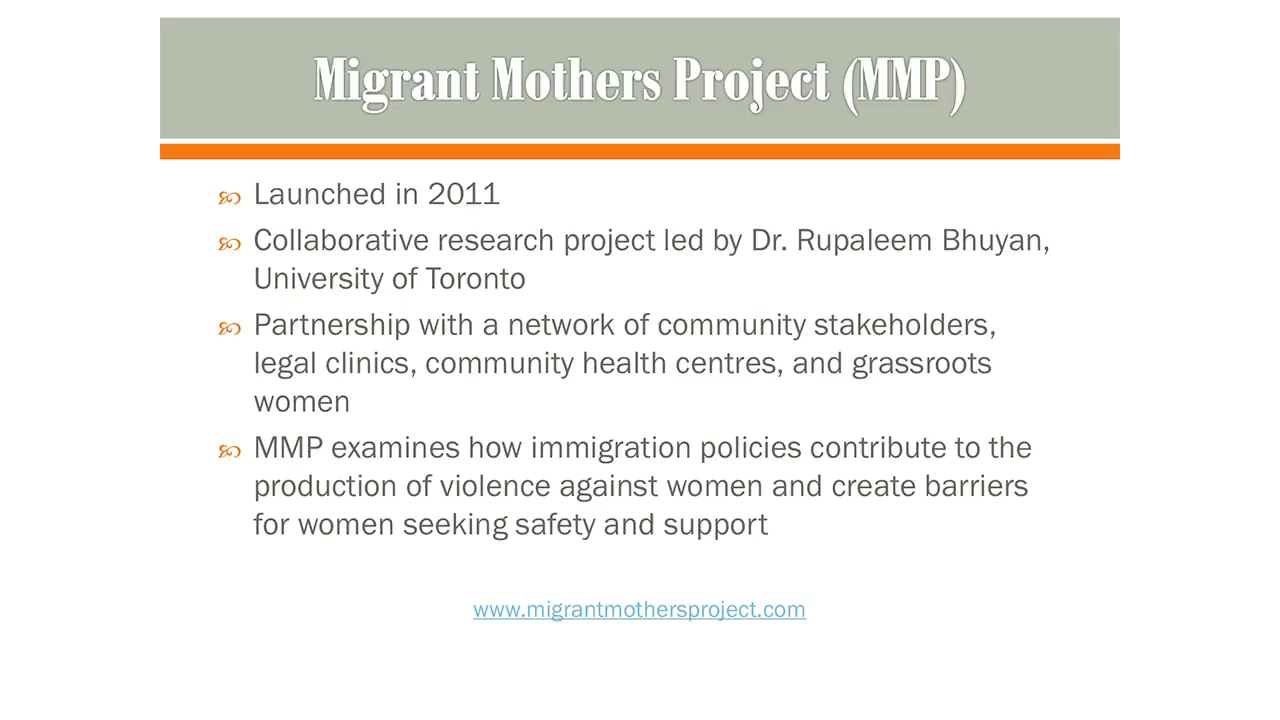 Migrant Mothers Project (MMP)
Launched in 2011
Collaborative research project led by Dr. Rupaleem Bhuyan,
University of Toronto
Partnership with a network of community stakeholders,
legal clinics, community health centres, and grassroots
women
MMP examines how immigration policies contribute to the
production of violence against women and create barriers
for women seeking safety and support
www.migrantmothersproject.com